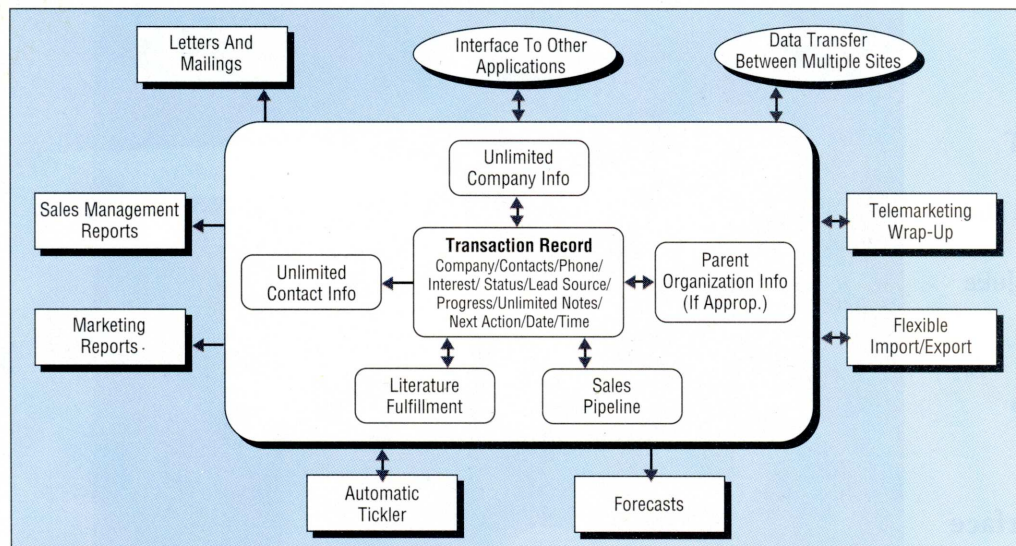 Letters And
Mailings
Interface To Other
Applications
Data Transfer
Between Multiple Sites
Unlimited
Company Info
Sales Management
Reports
Telemarketing
Wrap-Up
Transaction Record
Company/Contacts/Phone/
Interest/ Status/Lead Source/
Progress/Unlimited Notes/
Next Action/Date/Time
Unlimited
Contact Info
Parent
Organization Info
(If Approp.)
Marketing
Reports
Flexible
Import/Export
Literature
Fulfillment
Sales
Pipeline
Automatic
Tickler
Forecasts